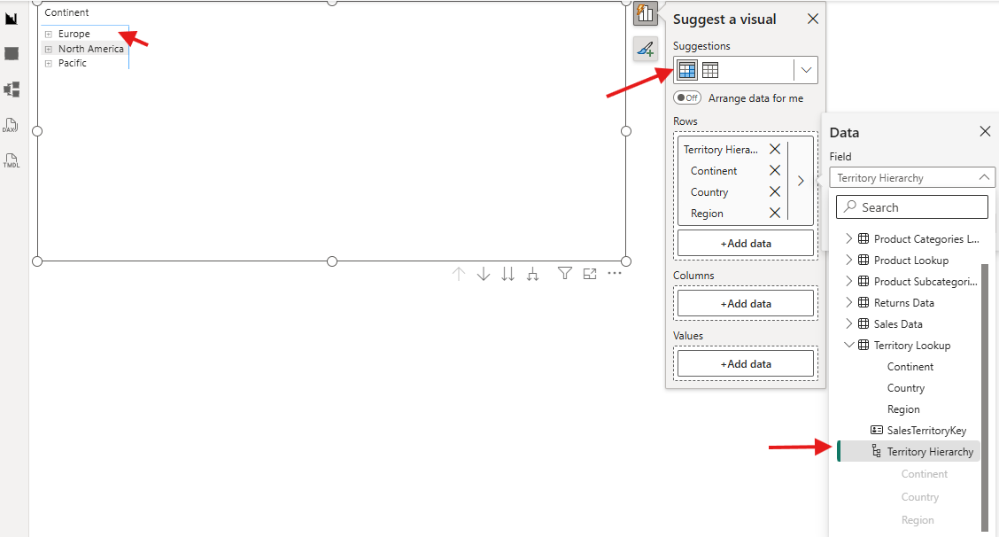 Continent
Europe
North America
Pacific
DAX
TMDL
Suggest a visual
Suggestions
Off
Arrange data for me
Rows
Territory Hiera...
Continent
Country
Region
+Add data
Columns
+Add data
Values
+Add data
Data
Field
Territory Hierarchy
Search
Product Categories L...
Product Lookup
Product Subcategori...
Returns Data
Sales Data
Territory Lookup
Continent
Country
Region
SalesTerritoryKey
Territory Hierarchy
Continent
Country
Region